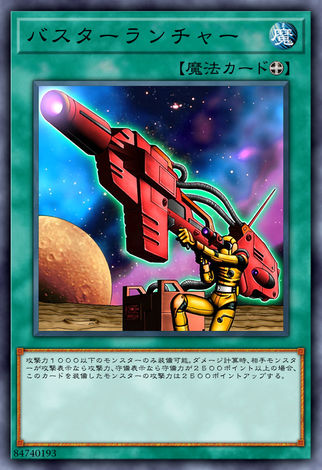 バスターランチャー
魔
【魔法カード】
攻撃力1000以下のモンスターのみ装備可能。ダメージ計算時、相手モンスタ
ーが攻撃表示なら攻撃力、守備表示なら守備力が2500ポイント以上の場合、
このカードを装備したモンスターの攻撃力は2500ポイントアップする。
84740193